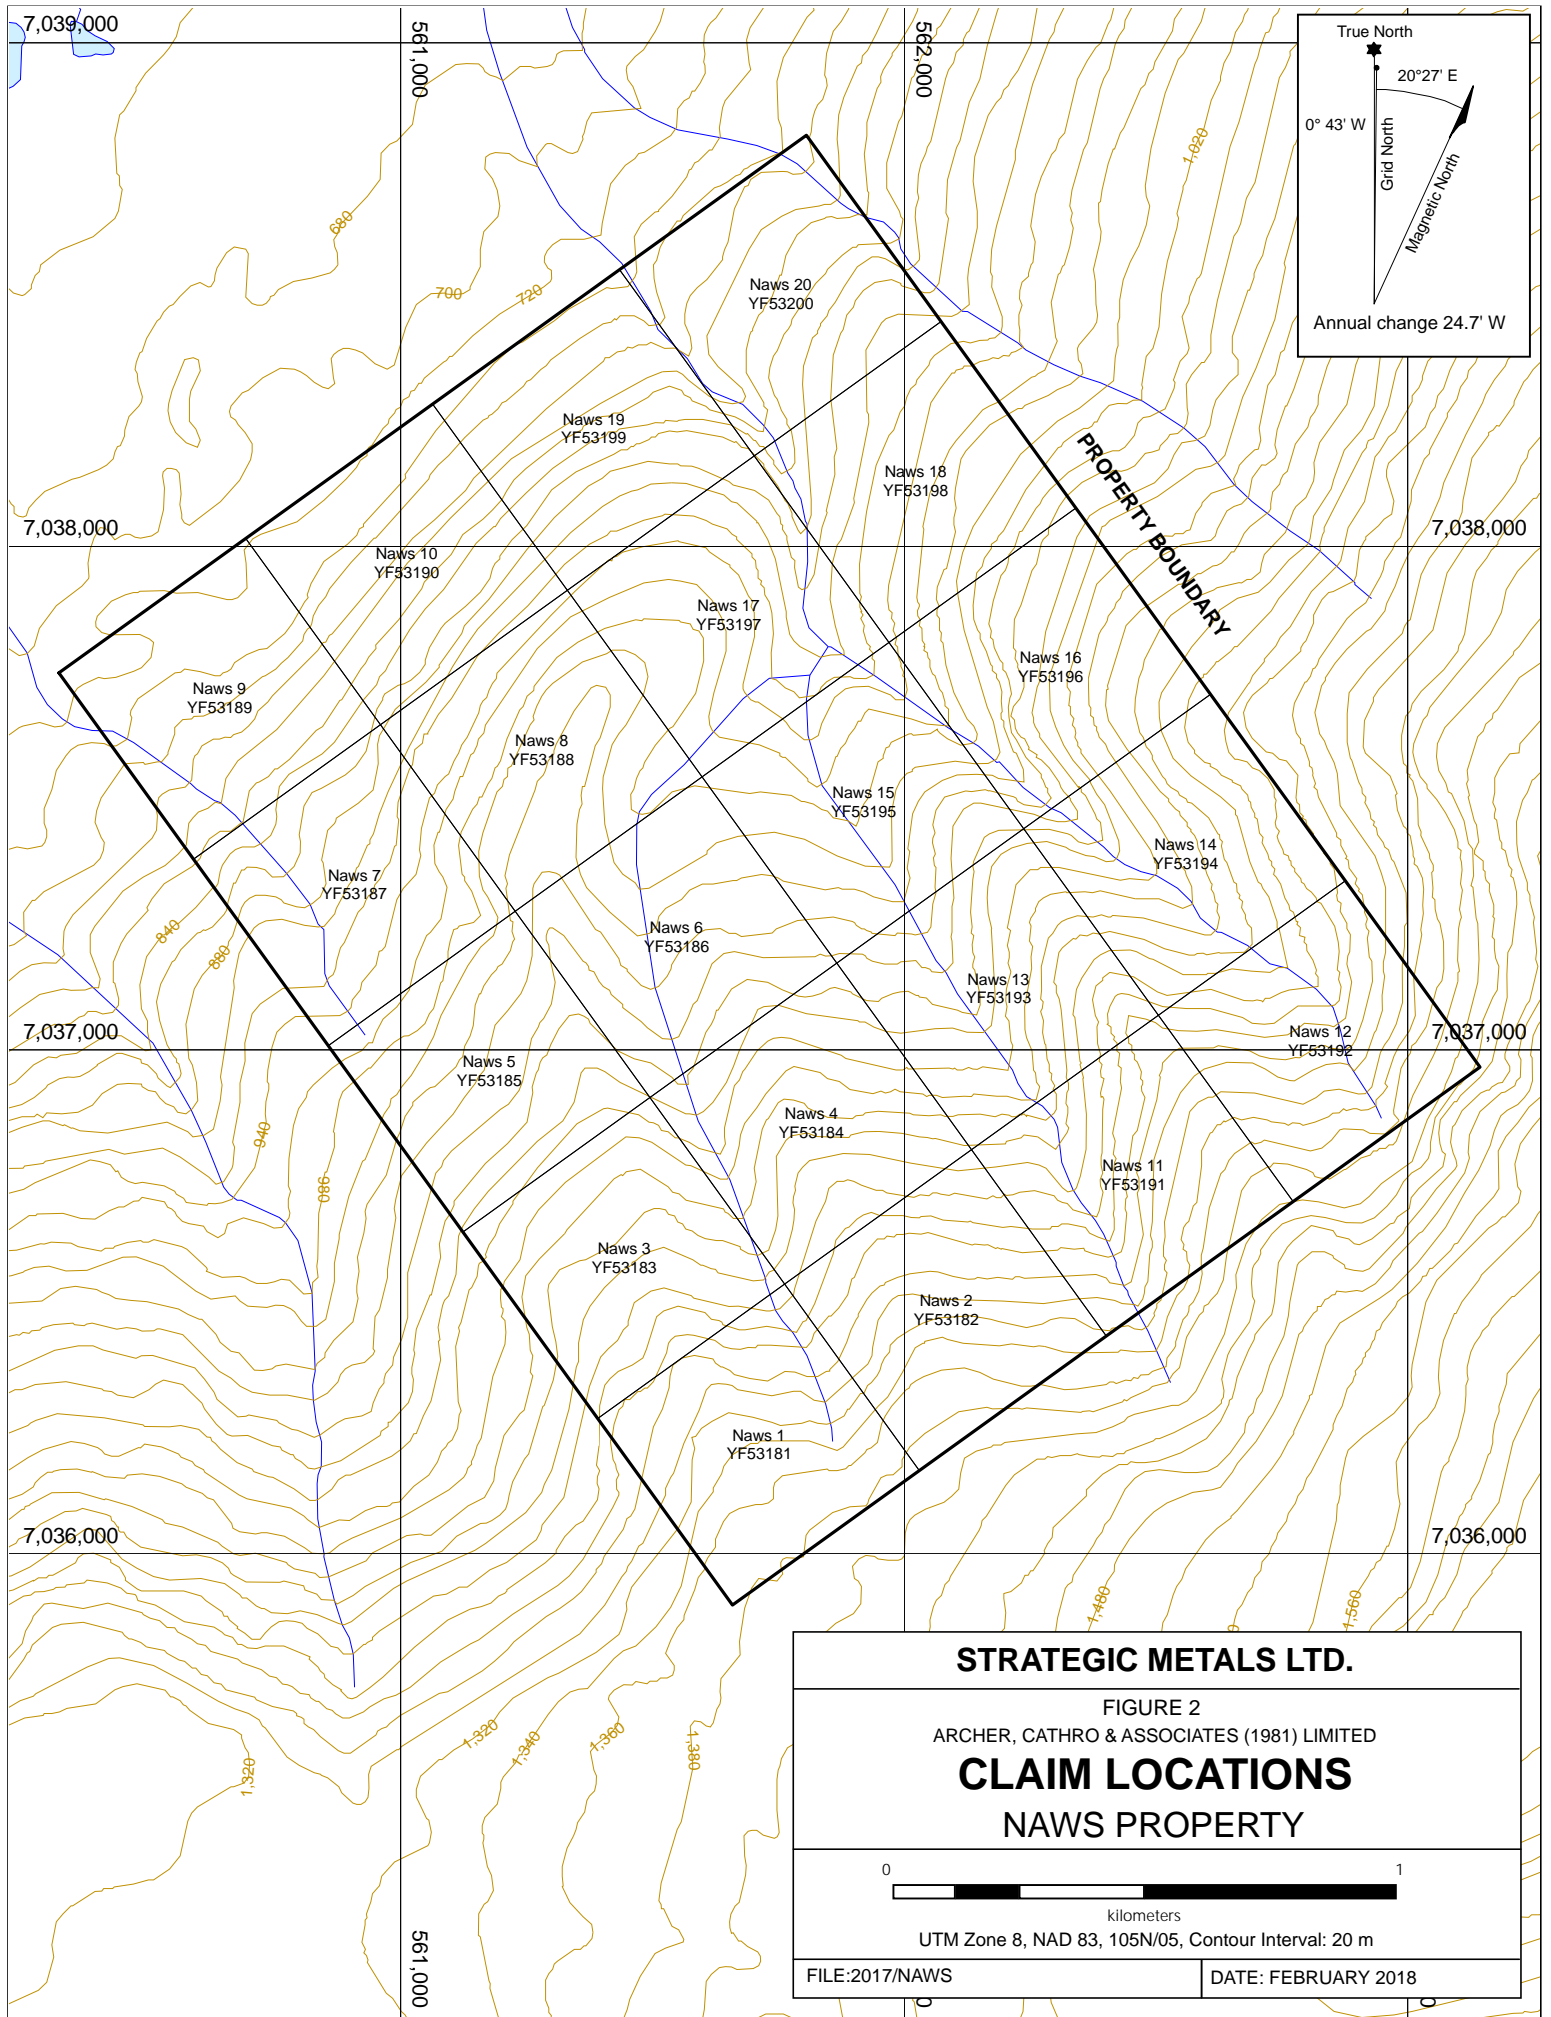 7,039,000
561,000
562,000
True North
20°27' E
0° 43' W
Grid North
Magnetic North
Annual change 24.7' W
1,020
680
700
720
Naws 20
YF53200
Naws 19
YF53199
Naws 18
YF53198
PROPERTY BOUNDARY
7,038,000
7,038,000
Naws 10
YF53190
Naws 17
YF53197
Naws 16
YF53196
Naws 9
YF53189
Naws 8
YF53188
Naws 15
YF53195
Naws 14
YF53194
Naws 7
YF53187
840
880
Naws 6
YF53186
Naws 13
YF53193
7,037,000
Naws 12
YF53192
7,037,000
Naws 5
YF53185
940
Naws 4
YF53184
980
Naws 11
YF53191
Naws 3
YF53183
Naws 2
YF53182
Naws 1
YF53181
7,036,000
7,036,000
1,480
1,560
1,320
1,320
1,340
1,360
1,380
STRATEGIC METALS LTD.
FIGURE 2
ARCHER, CATHRO & ASSOCIATES (1981) LIMITED
CLAIM LOCATIONS
NAWS PROPERTY
0 1
kilometers
UTM Zone 8, NAD 83, 105N/05, Contour Interval: 20 m
FILE:2017/NAWS
DATE: FEBRUARY 2018
561,000